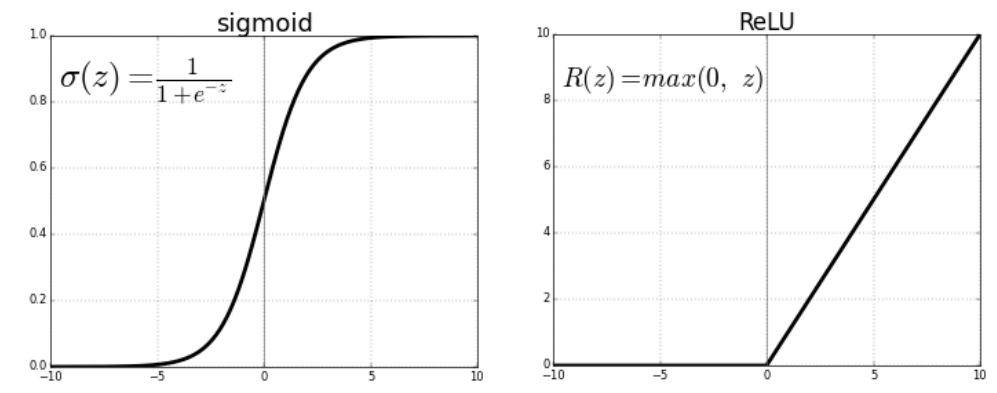 sigmoid
σ(z) = 1 / (1 + e^{-z})
1.0
0.8
0.6
0.4
0.2
0.0
−10 −5 0 5 10
ReLU
R(z) = max(0, z)
10
8
6
4
2
0
−10 −5 0 5 10